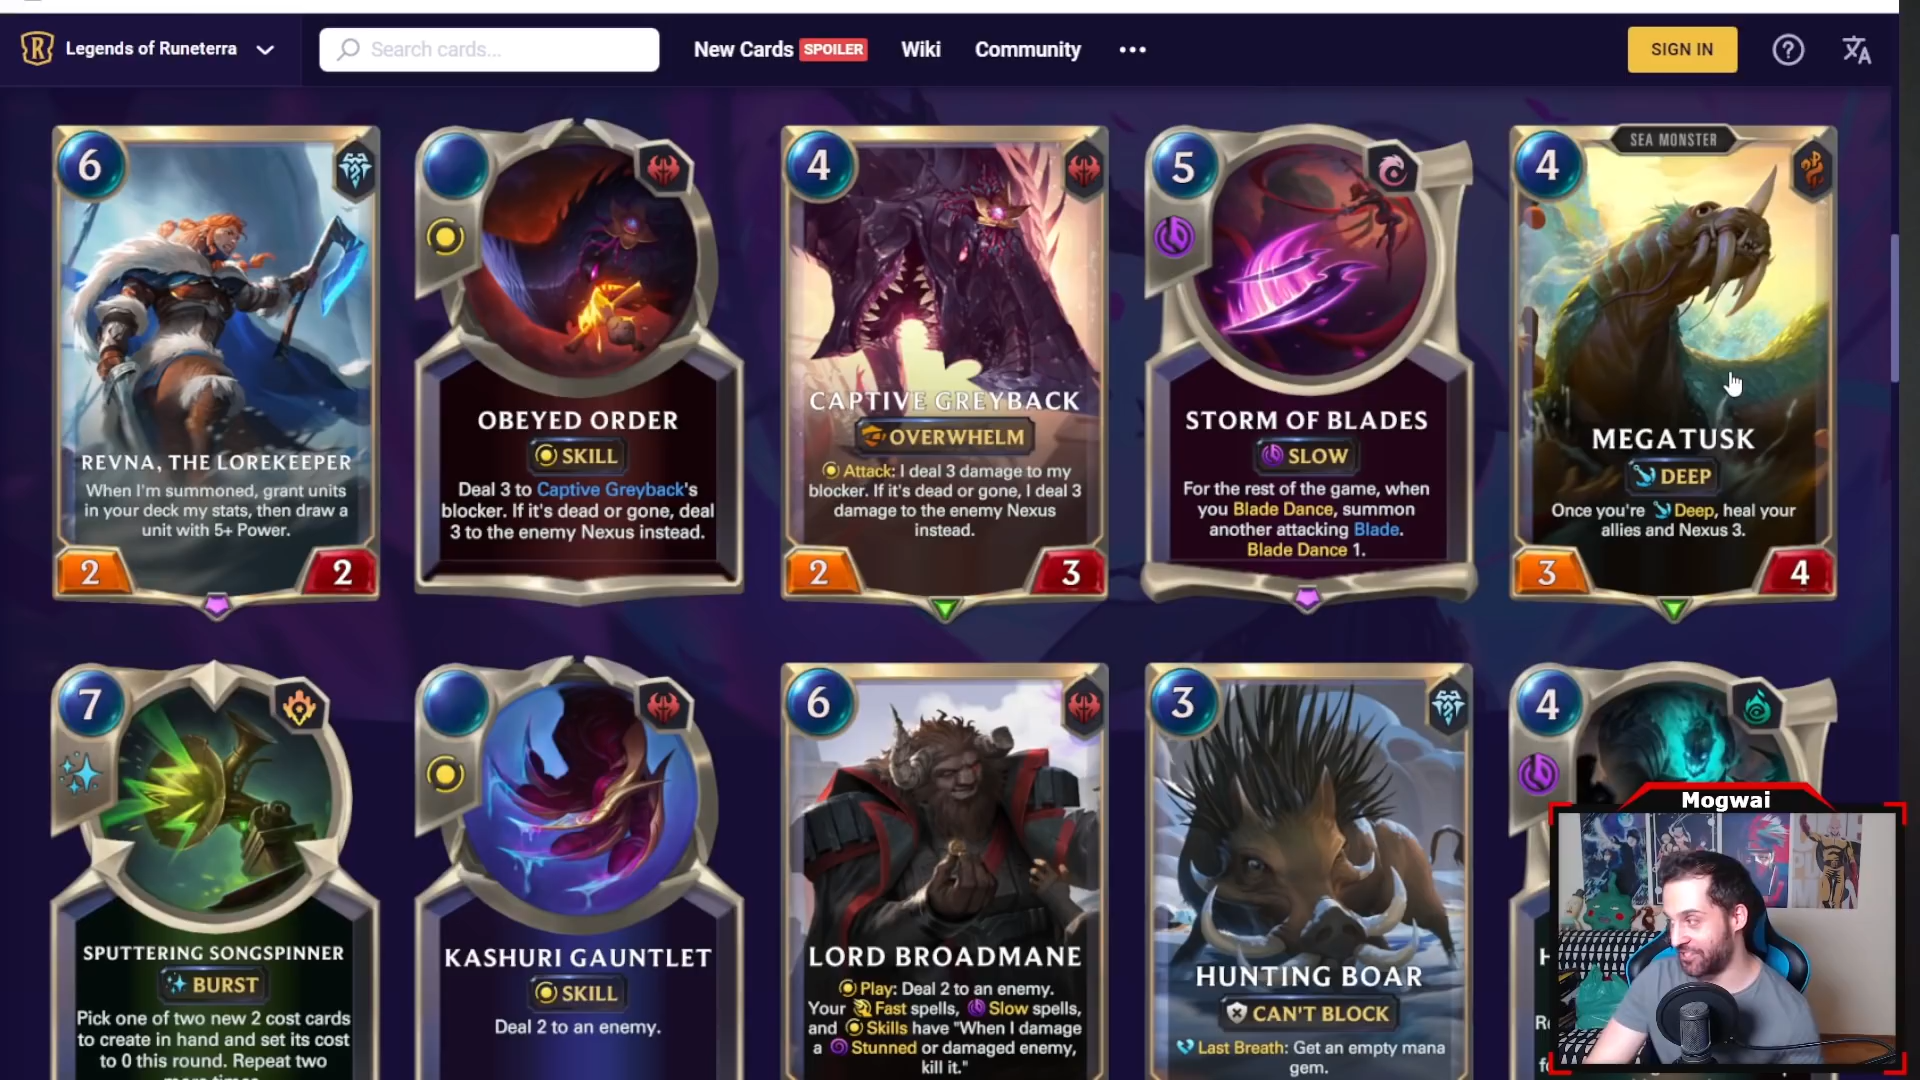 Legends of Runeterra
Search cards...
New Cards SPOILER
Wiki
Community
SIGN IN
6
REVNA, THE LOREKEEPER
When I'm summoned, grant units
in your deck my stats, then draw a
unit with 5+ Power.
2
2
OBEYED ORDER
SKILL
Deal 3 to Captive Greyback's
blocker. If it's dead or gone, deal
3 to the enemy Nexus instead.
4
CAPTIVE GREYBACK
OVERWHELM
Attack: I deal 3 damage to my
blocker. If it's dead or gone, I deal 3
damage to the enemy Nexus
instead.
2
3
5
STORM OF BLADES
SLOW
For the rest of the game, when
you Blade Dance, summon
another attacking Blade.
Blade Dance 1.
SEA MONSTER
4
MEGATUSK
DEEP
Once you're Deep, heal your
allies and Nexus 3.
3
4
7
SPUTTERING SONGSPINNER
BURST
Pick one of two new 2 cost cards
to create in hand and set its cost
to 0 this round. Repeat two
more times.
KASHURI GAUNTLET
SKILL
Deal 2 to an enemy.
6
LORD BROADMANE
Play: Deal 2 to an enemy.
Your Fast spells, Slow spells,
and Skills have "When I damage
a Stunned or damaged enemy,
kill it."
3
HUNTING BOAR
CAN'T BLOCK
Last Breath: Get an empty mana
gem.
4
Mogwai